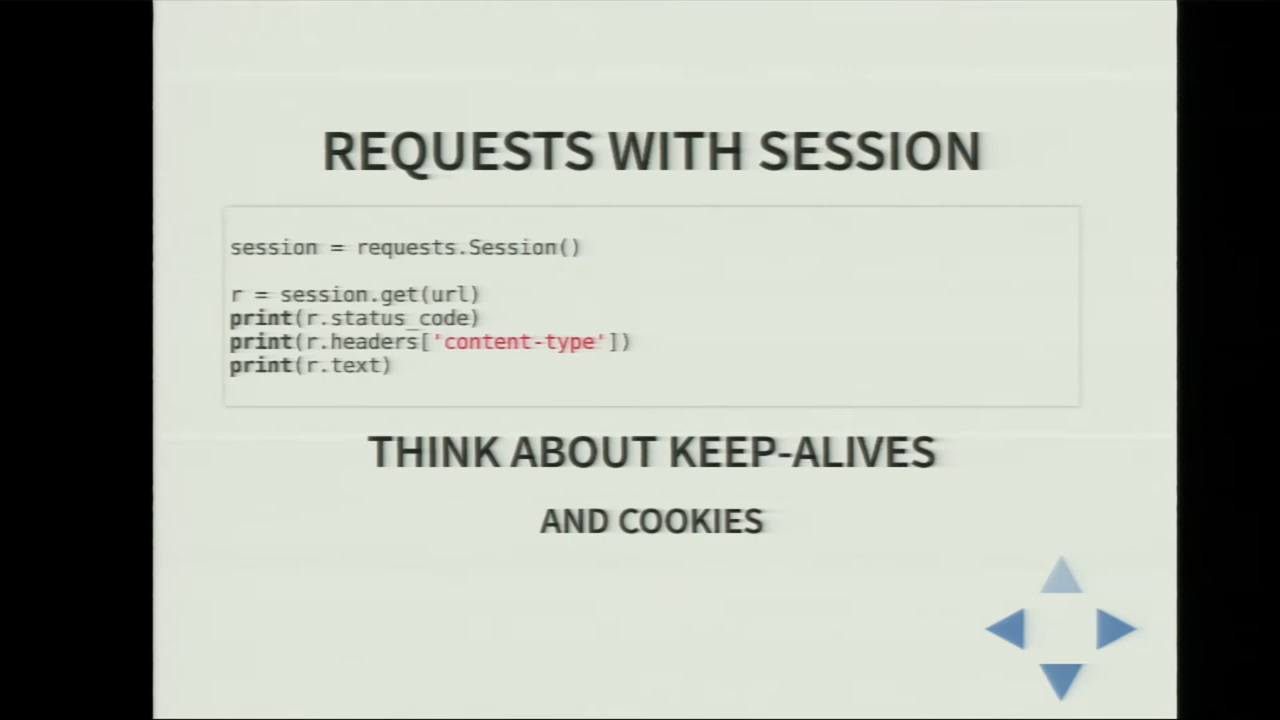 REQUESTS WITH SESSION
session = requests.Session()
r = session.get(url)
print(r.status_code)
print(r.headers['content-type'])
print(r.text)
THINK ABOUT KEEP-ALIVES
AND COOKIES